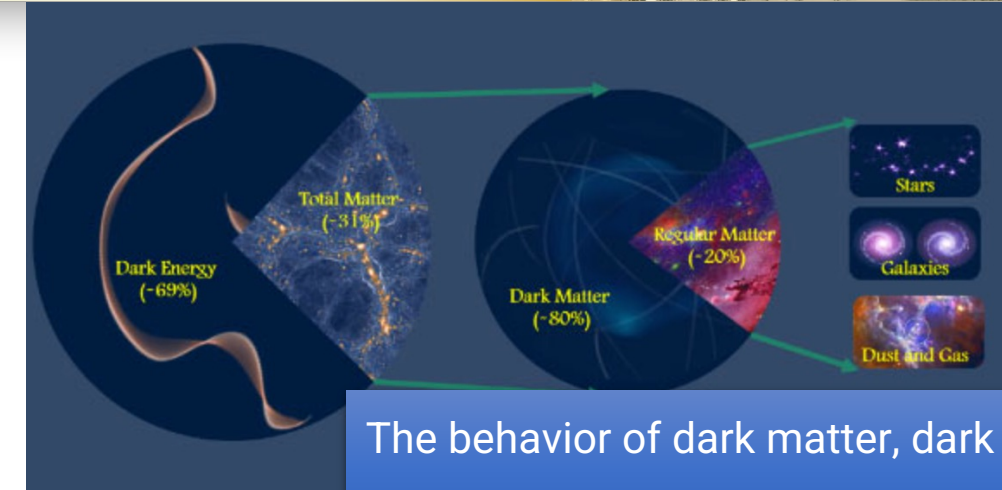 Total Matter
(~31%)
Dark Energy
(~69%)
Regular Matter
(~20%)
Dark Matter
(~80%)
Stars
Galaxies
Dust and Gas
The behavior of dark matter, dark